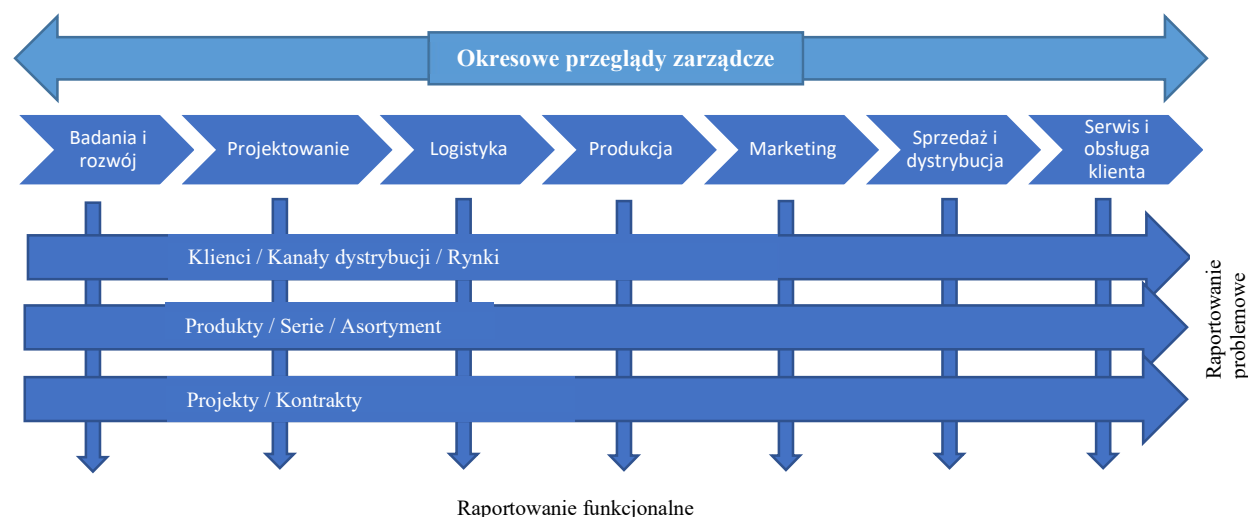 Okresowe przeglądy zarządcze
Badania i
rozwój
Projektowanie
Logistyka
Produkcja
Marketing
Sprzedaż i
dystrybucja
Serwis i
obsługa
klienta
Klienci / Kanały dystrybucji / Rynki
Produkty / Serie / Asortyment
Projekty / Kontrakty
Raportowanie
problemowe
Raportowanie funkcjonalne